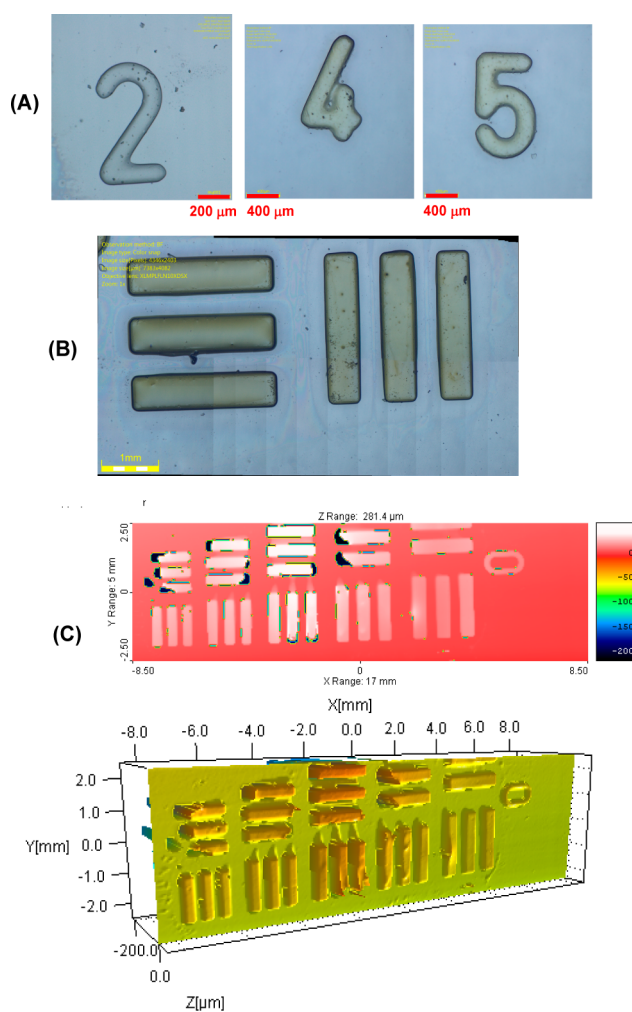 (A)
2
4
5
200 μm
400 μm
400 μm
(B)
Observation method: BF
1mm
(C)
r
Z Range: 281.4 μm
Y Range: 5 mm
2.50
0
-2.50
-8.50
0
8.50
X Range: 17 mm
0
-50
-100
-150
-200
X[mm]
-8.0
-6.0
-4.0
-2.0
0.0
2.0
4.0
6.0
8.0
Y[mm]
2.0
1.0
0.0
-1.0
-2.0
-200.0
0.0
Z[μm]